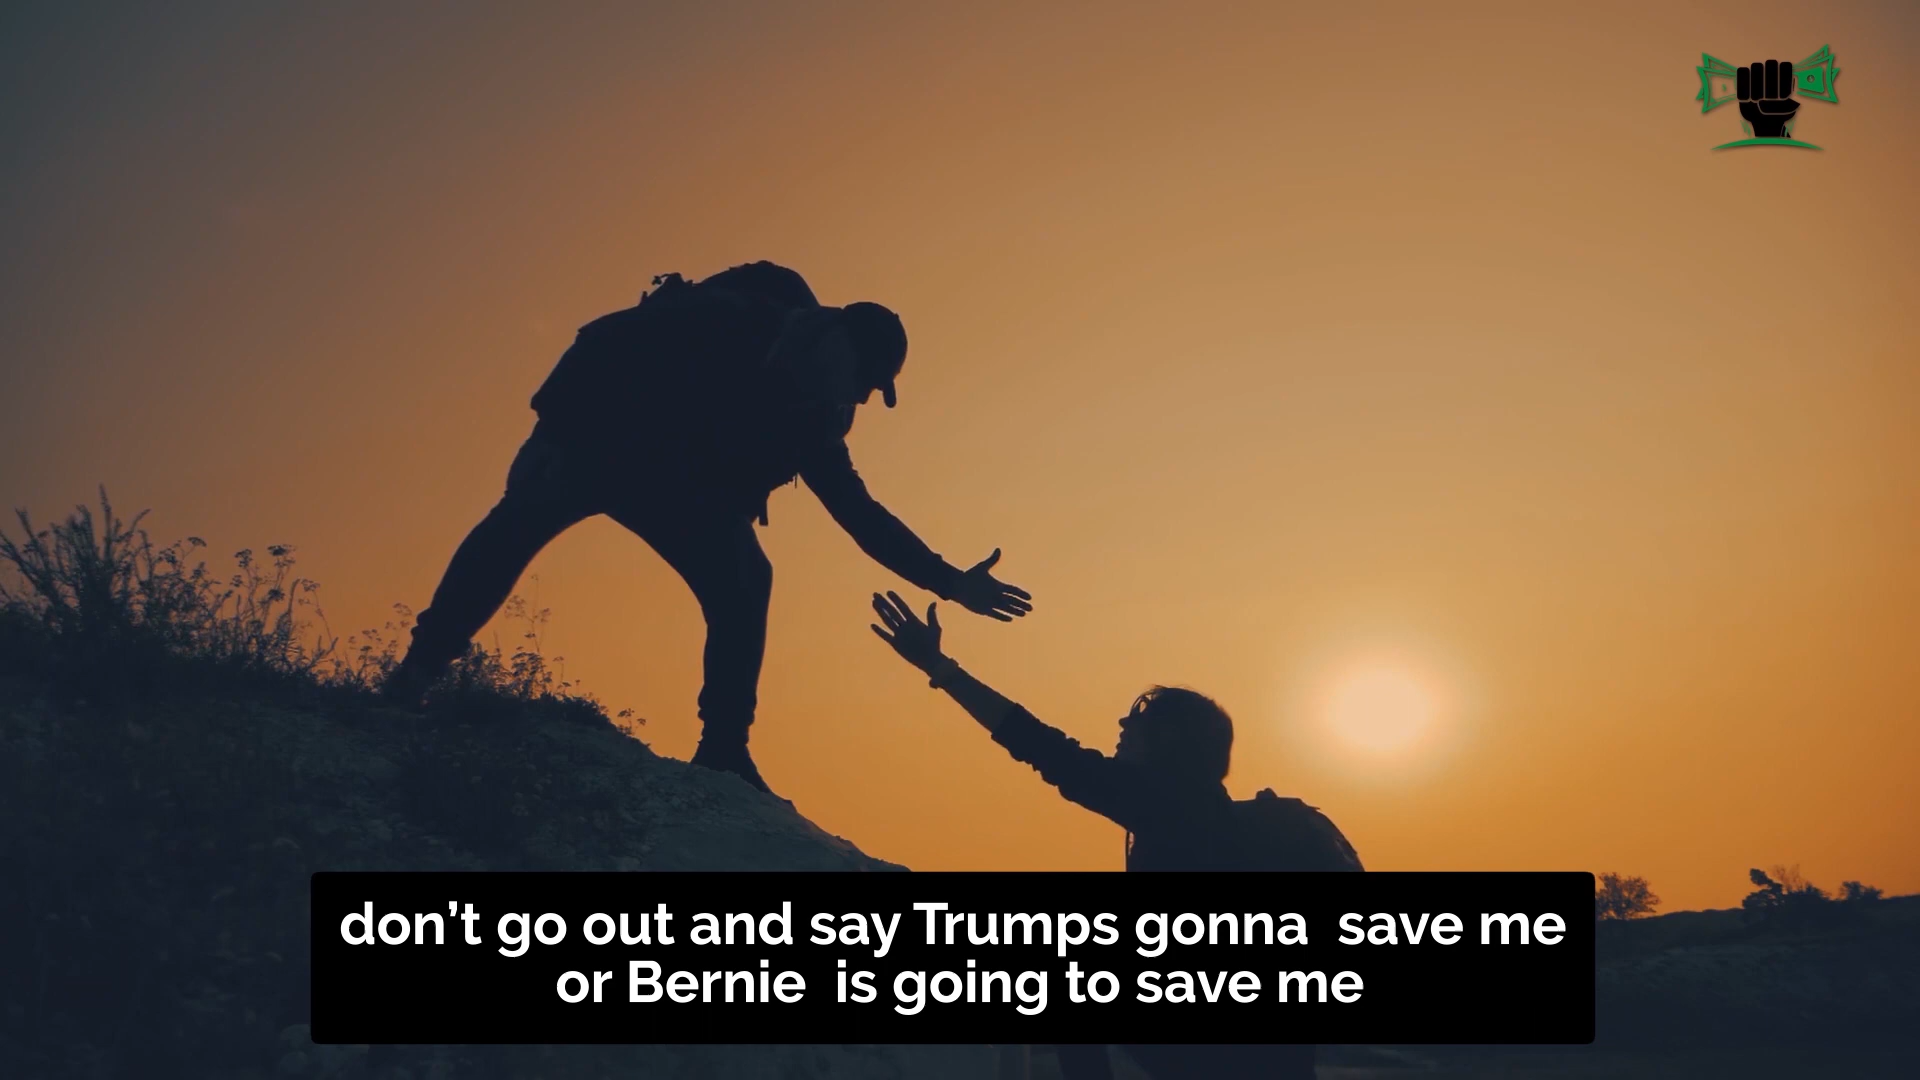 don’t go out and say Trumps gonna  save me
or Bernie  is going to save me